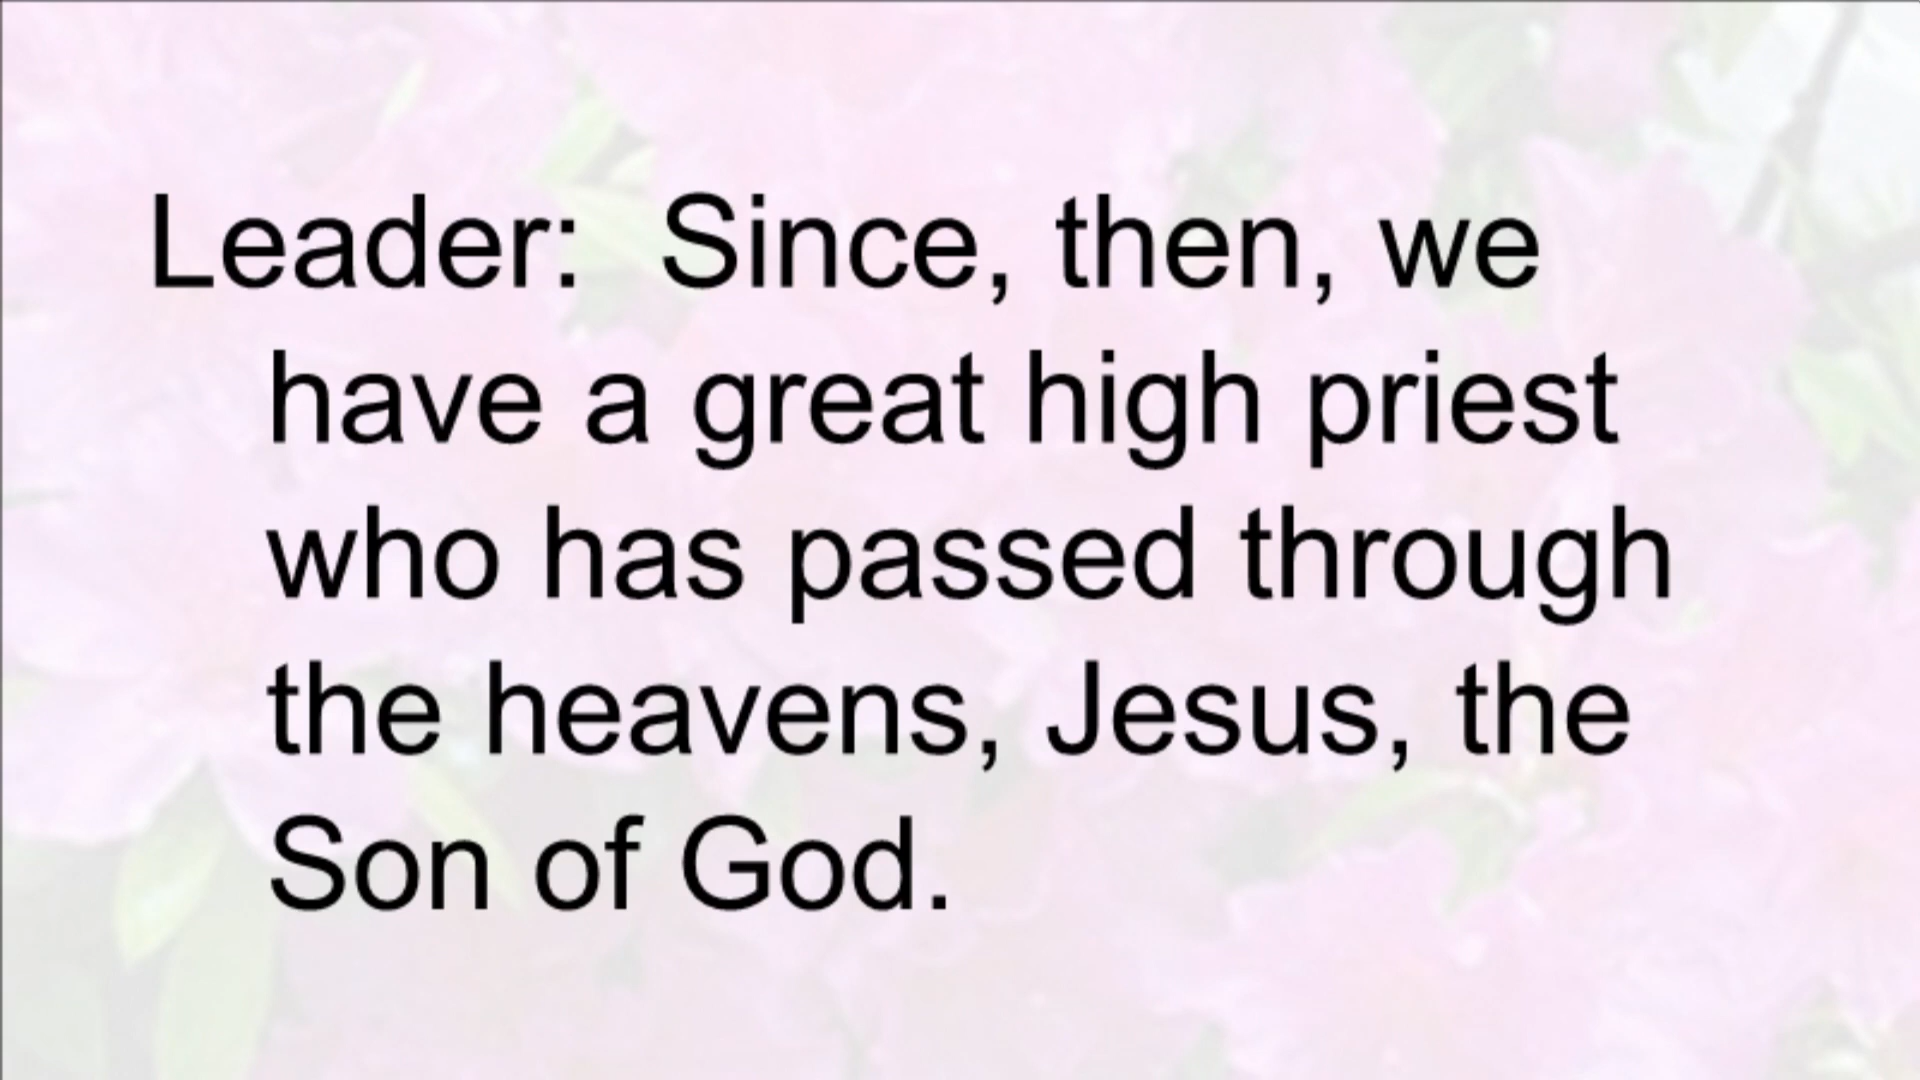 Leader:  Since, then, we
have a great high priest
who has passed through
the heavens, Jesus, the
Son of God.